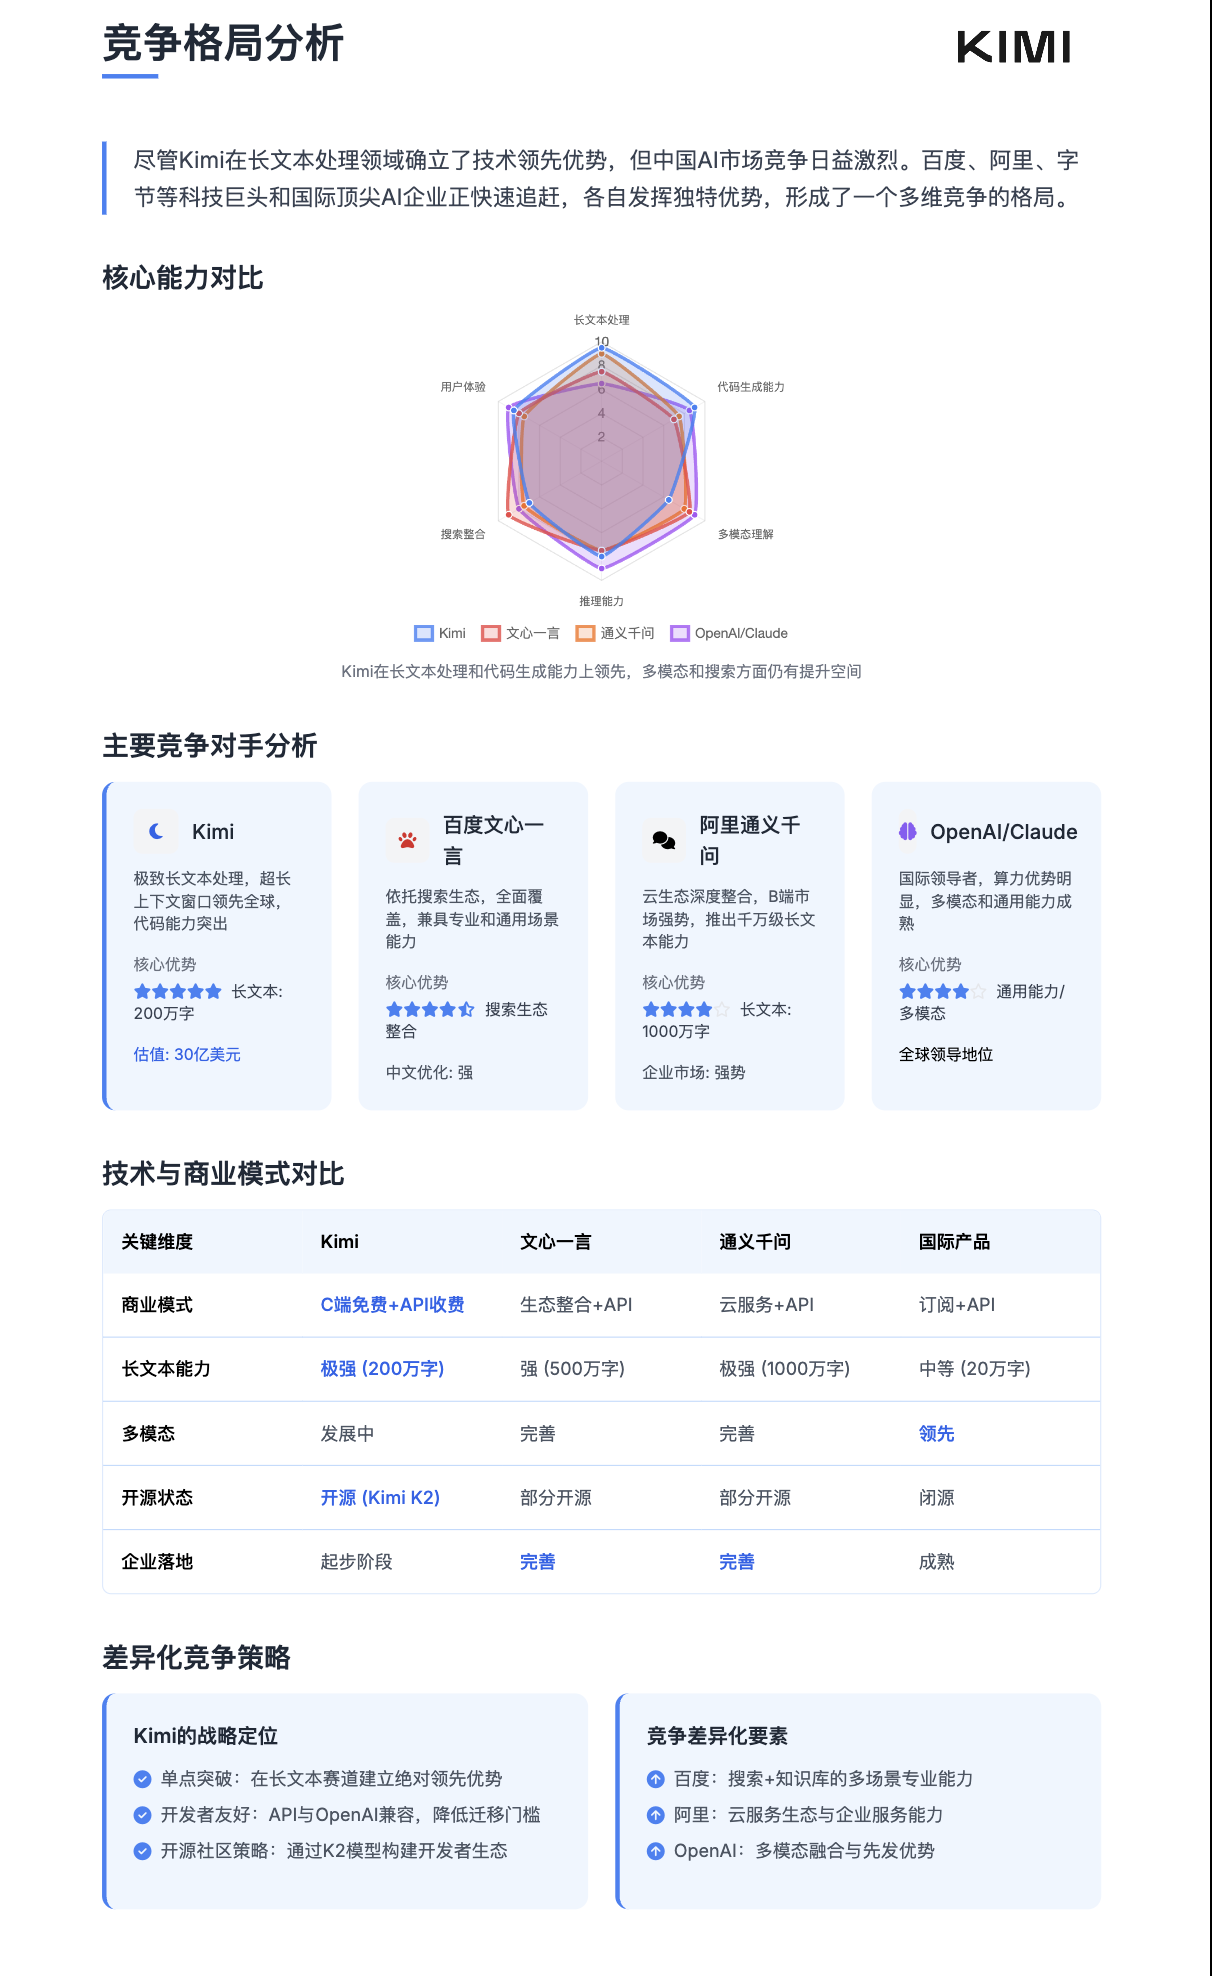 竞争格局分析
KIMI
尽管Kimi在长文本处理领域确立了技术领先优势，但中国AI市场竞争日益激烈。百度、阿里、字
节等科技巨头和国际顶尖AI企业正快速追赶，各自发挥独特优势，形成了一个多维竞争的格局。
核心能力对比
长文本处理
10
8
6
4
2
用户体验
代码生成能力
搜索整合
多模态理解
推理能力
Kimi 文心一言 通义千问 OpenAI/Claude
Kimi在长文本处理和代码生成能力上领先，多模态和搜索方面仍有提升空间
主要竞争对手分析
Kimi
极致长文本处理，超长
上下文窗口领先全球，
代码能力突出
核心优势
长文本:
200万字
估值: 30亿美元
百度文心一
言
依托搜索生态，全面覆
盖，兼具专业和通用场景
能力
核心优势
搜索生态
整合
中文优化: 强
阿里通义千
问
云生态深度整合，B端市
场强势，推出千万级长文
本能力
核心优势
长文本:
1000万字
企业市场: 强势
OpenAI/Claude
国际领导者，算力优势明
显，多模态和通用能力成
熟
核心优势
通用能力/
多模态
全球领导地位
技术与商业模式对比
关键维度 Kimi 文心一言 通义千问 国际产品
商业模式 C端免费+API收费 生态整合+API 云服务+API 订阅+API
长文本能力 极强 (200万字) 强 (500万字) 极强 (1000万字) 中等 (20万字)
多模态 发展中 完善 完善 领先
开源状态 开源 (Kimi K2) 部分开源 部分开源 闭源
企业落地 起步阶段 完善 完善 成熟
差异化竞争策略
Kimi的战略定位
单点突破：在长文本赛道建立绝对领先优势
开发者友好：API与OpenAI兼容，降低迁移门槛
开源社区策略：通过K2模型构建开发者生态
竞争差异化要素
百度：搜索+知识库的多场景专业能力
阿里：云服务生态与企业服务能力
OpenAI：多模态融合与先发优势